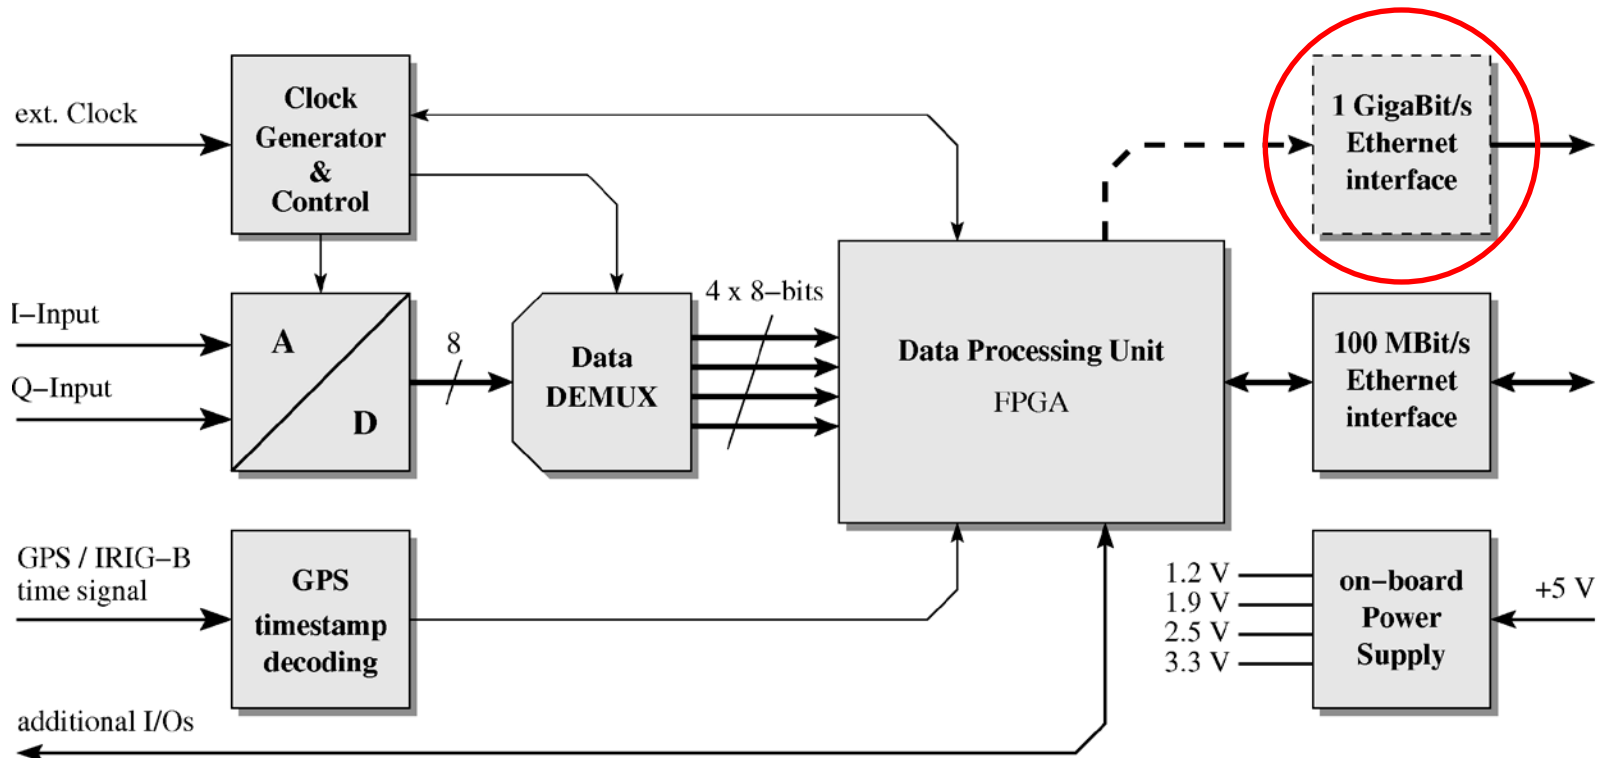 ext. Clock
Clock
Generator
&
Control
1 GigaBit/s
Ethernet
interface
I−Input
Q−Input
A
D
8
Data
DEMUX
4 x 8−bits
Data Processing Unit
FPGA
100 MBit/s
Ethernet
interface
GPS / IRIG−B
time signal
GPS
timestamp
decoding
1.2 V
1.9 V
2.5 V
3.3 V
on−board
Power
Supply
+5 V
additional I/Os